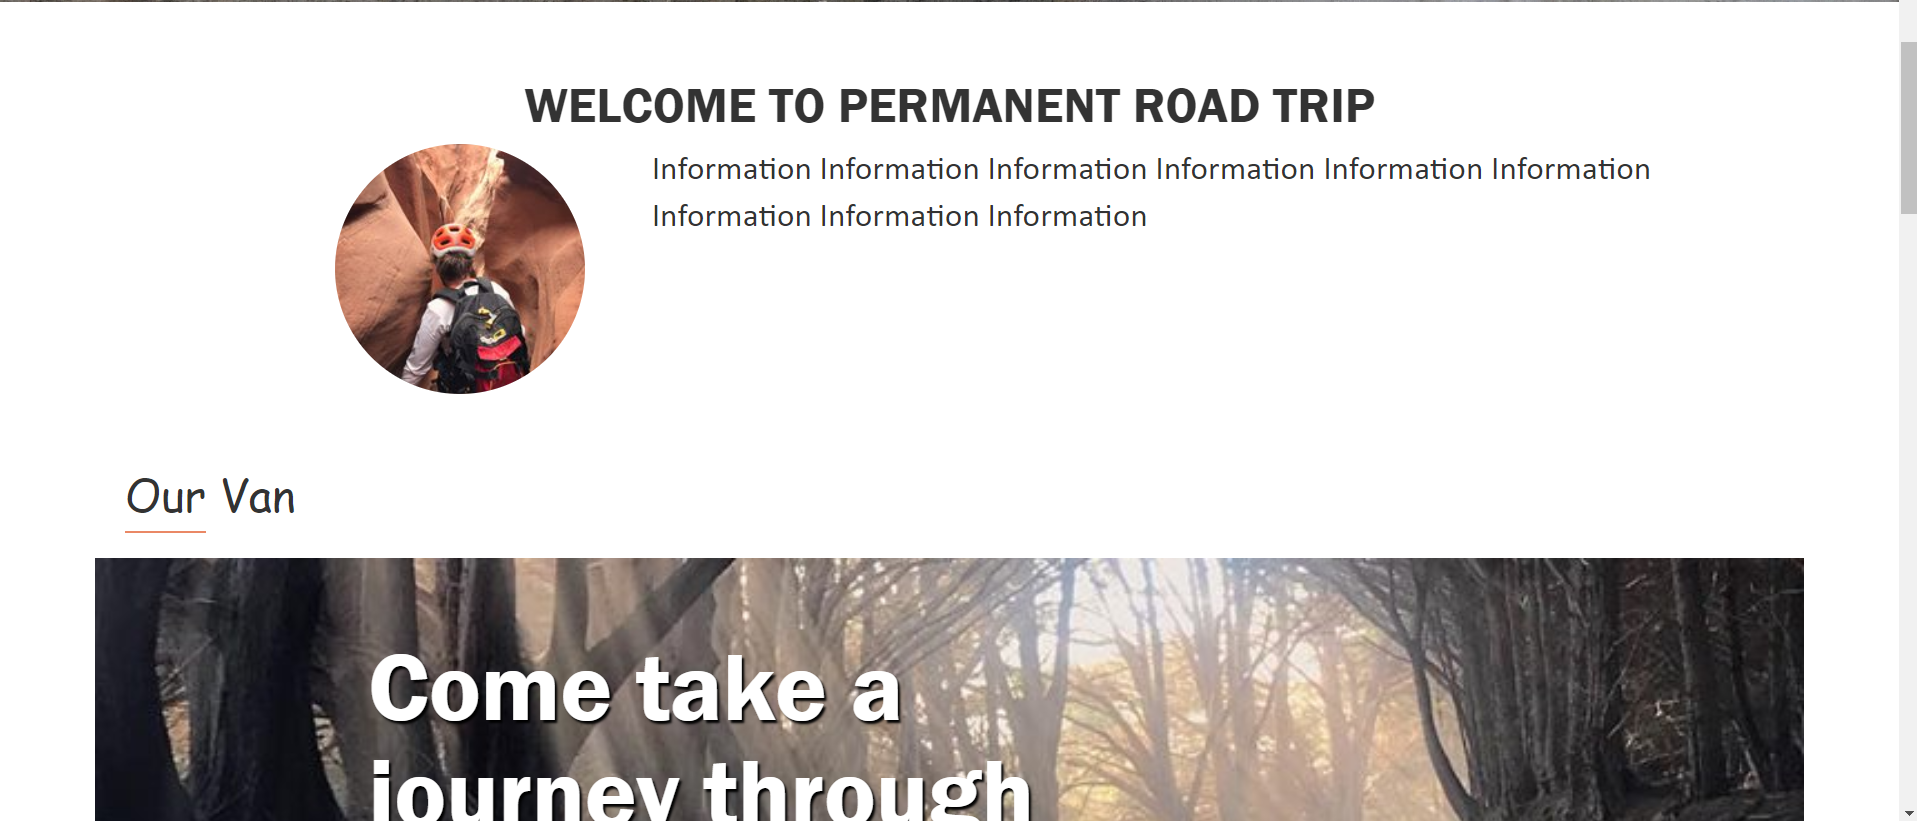 WELCOME TO PERMANENT ROAD TRIP
Information Information Information Information Information Information
Information Information Information
Our Van
Come take a
journey through